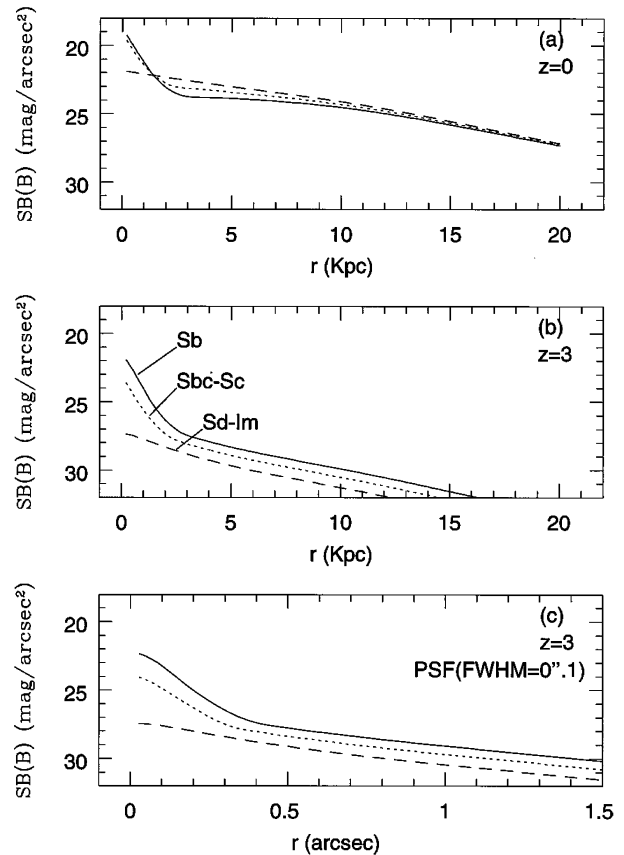 (a)
z=0
20
25
30
SB(B) (mag/arcsec²)
0 5 10 15 20
r (Kpc)
(b)
z=3
Sb
Sbc-Sc
Sd-Im
20
25
30
SB(B) (mag/arcsec²)
0 5 10 15 20
r (Kpc)
(c)
z=3
PSF(FWHM=0".1)
20
25
30
SB(B) (mag/arcsec²)
0 0.5 1 1.5
r (arcsec)